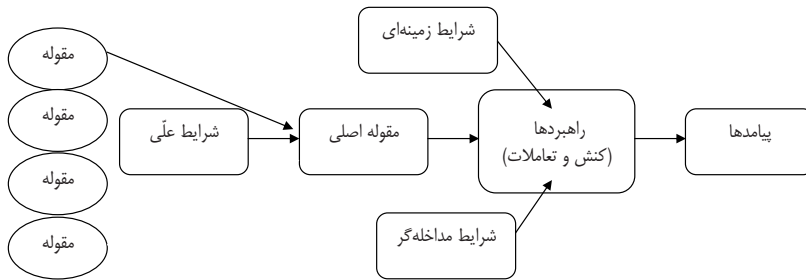 شرایط زمینه‌ای
مقوله
مقوله
شرایط علّی
مقوله اصلی
راهبردها
(کنش و تعاملات)
پیامدها
مقوله
شرایط مداخله‌گر
مقوله